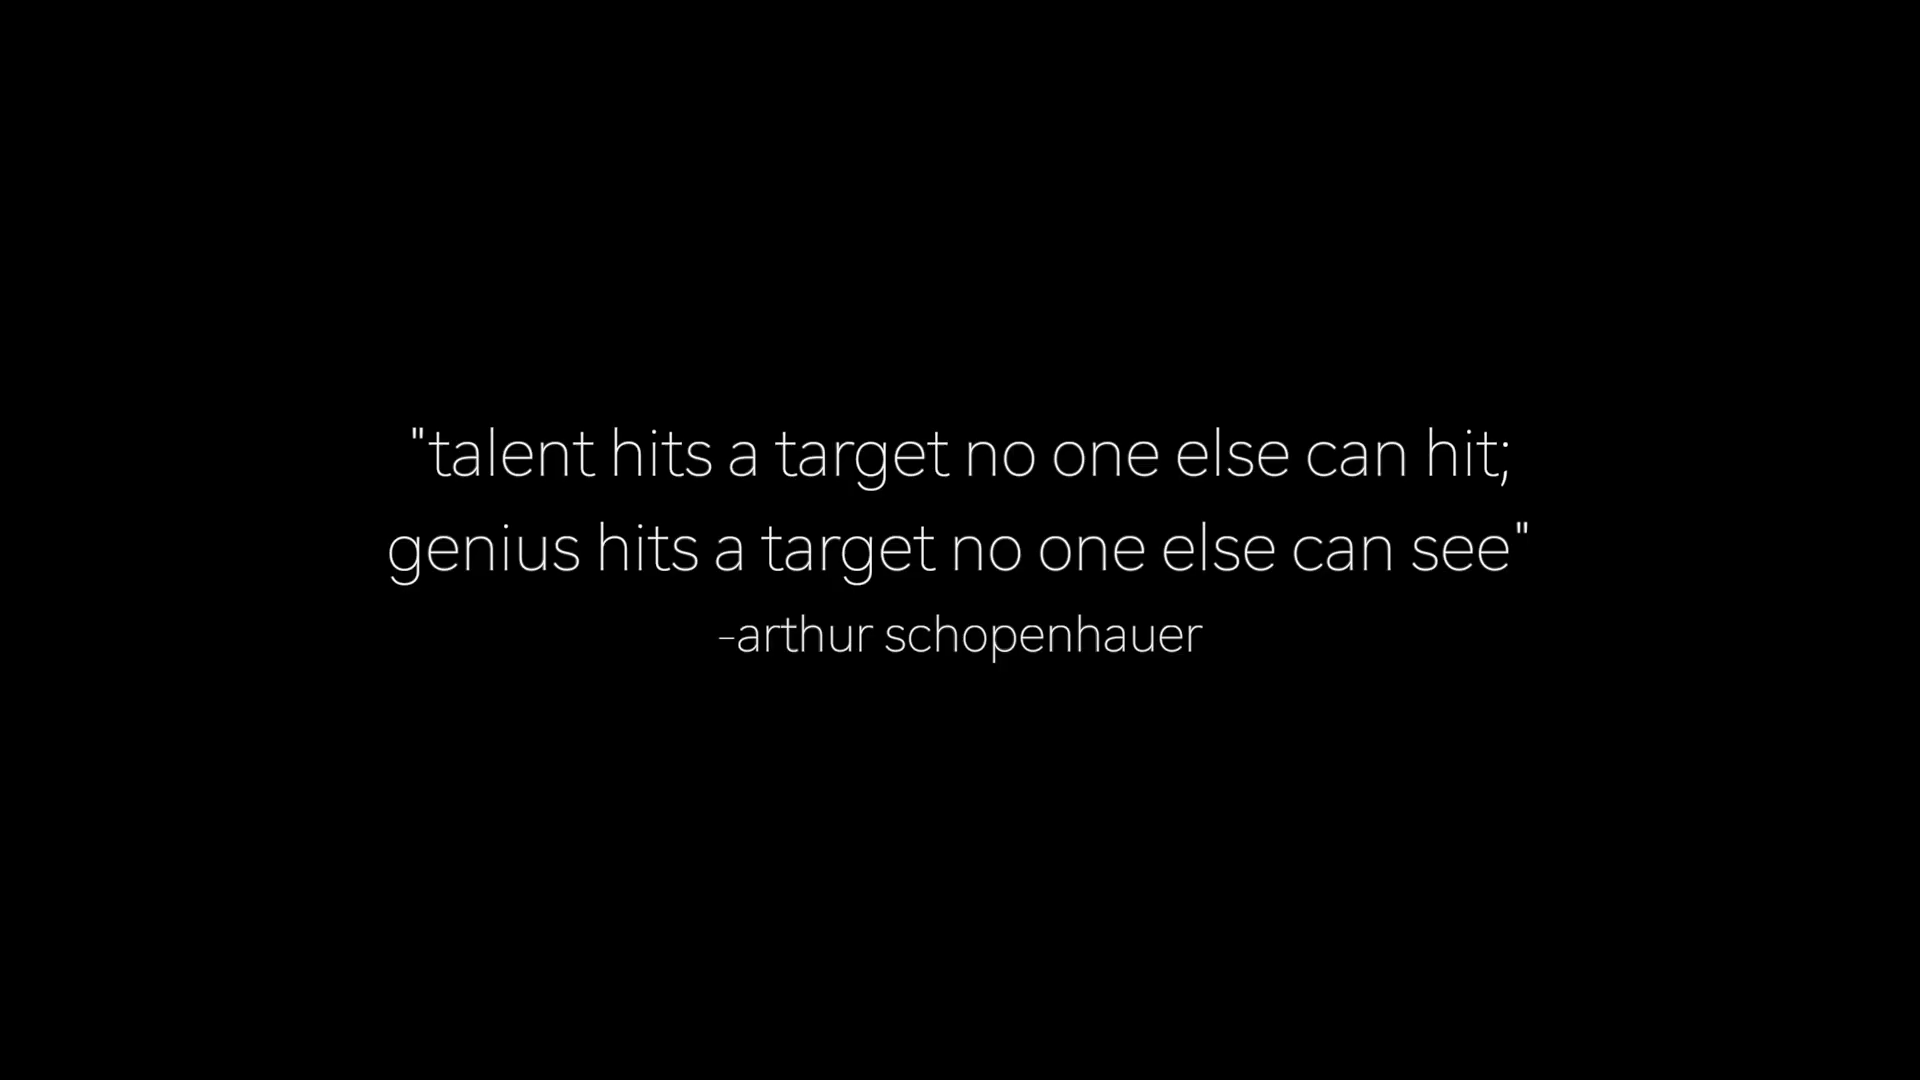 "talent hits a target no one else can hit;
genius hits a target no one else can see"
-arthur schopenhauer